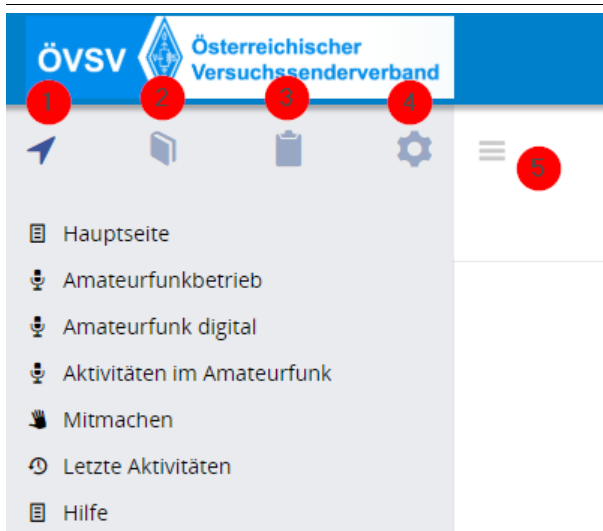 ÖVSV Österreichischer
Versuchssenderverband
1 2 3 4
5
Hauptseite
Amateurfunkbetrieb
Amateurfunk digital
Aktivitäten im Amateurfunk
Mitmachen
Letzte Aktivitäten
Hilfe